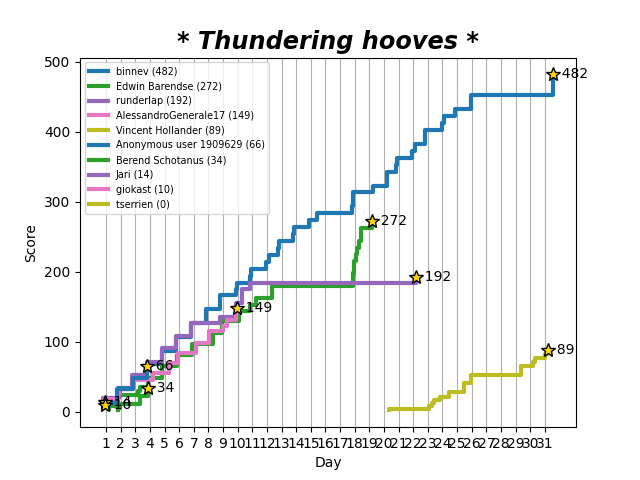 * Thundering hooves *
500
400
300
200
100
0
Score
binnev (482)
Edwin Barendse (272)
runderlap (192)
AlessandroGenerale17 (149)
Vincent Hollander (89)
Anonymous user 1909629 (66)
Berend Schotanus (34)
Jari (14)
giokast (10)
tserrien (0)
482
272
192
149
89
66
34
14
10
1 2 3 4 5 6 7 8 9 10 11 12 13 14 15 16 17 18 19 20 21 22 23 24 25 26 27 28 29 30 31
Day